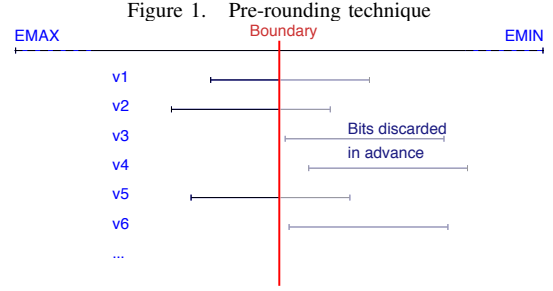 Figure 1. Pre-rounding technique
Boundary
EMAX EMIN
v1
v2
v3 Bits discarded
v4 in advance
v5
v6
...